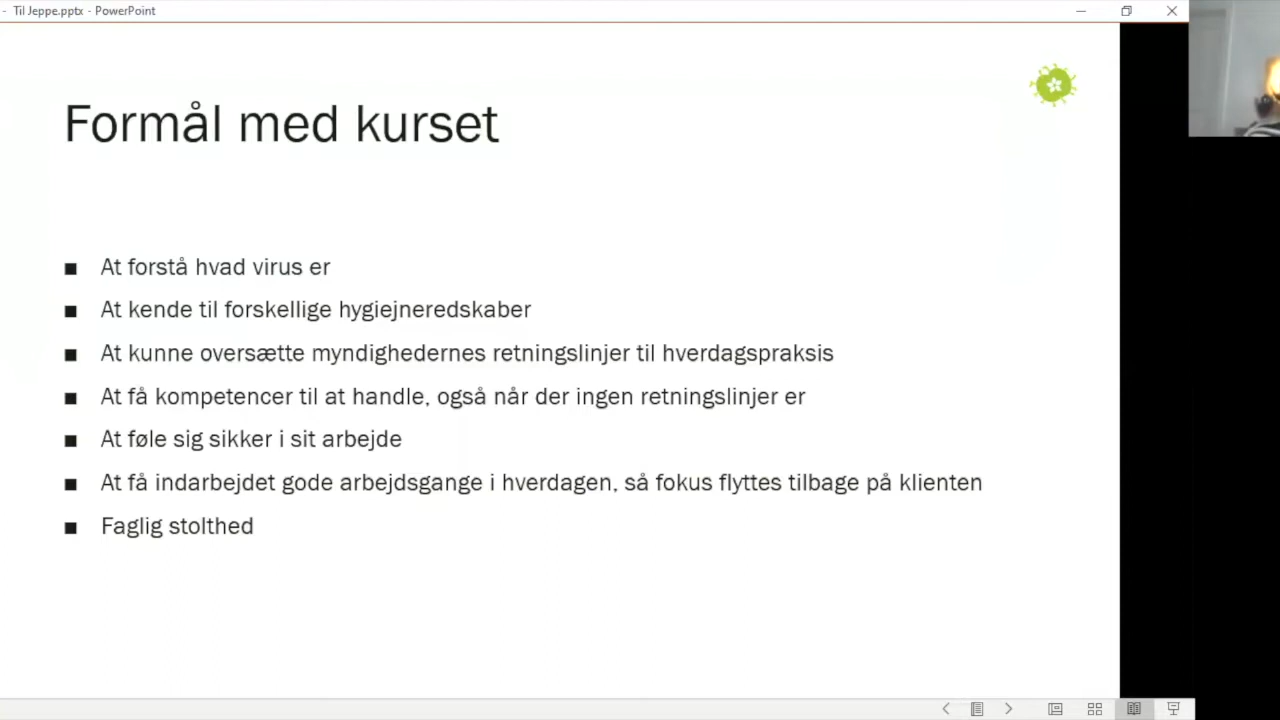 - Til Jeppe.pptx - PowerPoint
Formål med kurset
■ At forstå hvad virus er
■ At kende til forskellige hygiejneredskaber
■ At kunne oversætte myndighedernes retningslinjer til hverdagspraksis
■ At få kompetencer til at handle, også når der ingen retningslinjer er
■ At føle sig sikker i sit arbejde
■ At få indarbejdet gode arbejdsgange i hverdagen, så fokus flyttes tilbage på klienten
■ Faglig stolthed